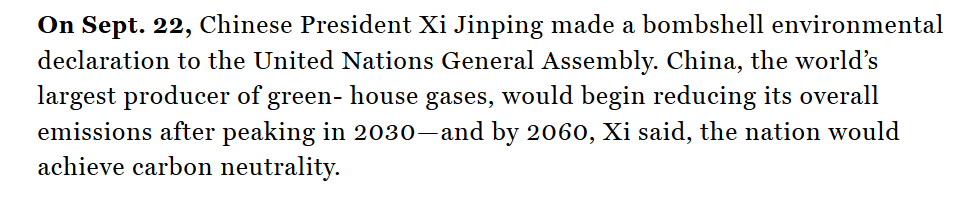 On Sept. 22, Chinese President Xi Jinping made a bombshell environmental
declaration to the United Nations General Assembly. China, the world’s
largest producer of green- house gases, would begin reducing its overall
emissions after peaking in 2030—and by 2060, Xi said, the nation would
achieve carbon neutrality.